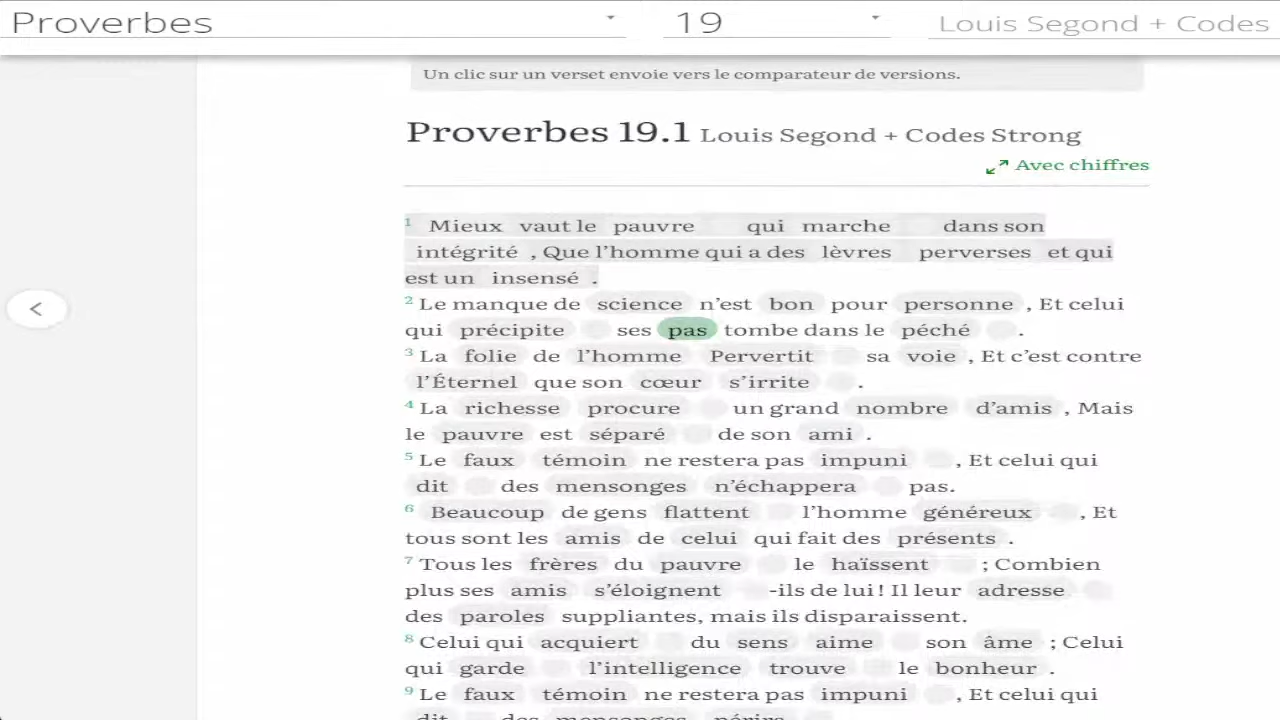 Proverbes 19 Louis Segond + Codes
Un clic sur un verset envoie vers le comparateur de versions.
Proverbes 19.1 Louis Segond + Codes Strong
Avec chiffres
1 Mieux vaut le pauvre qui marche dans son
intégrité , Que l'homme qui a des lèvres perverses et qui
est un insensé .
2 Le manque de science n'est bon pour personne , Et celui
qui précipite ses pas tombe dans le péché .
3 La folie de l'homme Pervertit sa voie , Et c'est contre
l'Éternel que son cœur s'irrite .
4 La richesse procure un grand nombre d'amis , Mais
le pauvre est séparé de son ami .
5 Le faux témoin ne restera pas impuni , Et celui qui
dit des mensonges n'échappera pas.
6 Beaucoup de gens flattent l'homme généreux , Et
tous sont les amis de celui qui fait des présents .
7 Tous les frères du pauvre le haïssent ; Combien
plus ses amis s'éloignent -ils de lui! Il leur adresse
des paroles suppliantes, mais ils disparaissent.
8 Celui qui acquiert du sens aime son âme ; Celui
qui garde l'intelligence trouve le bonheur .
9 Le faux témoin ne restera pas impuni , Et celui qui
dit des mensonges périra